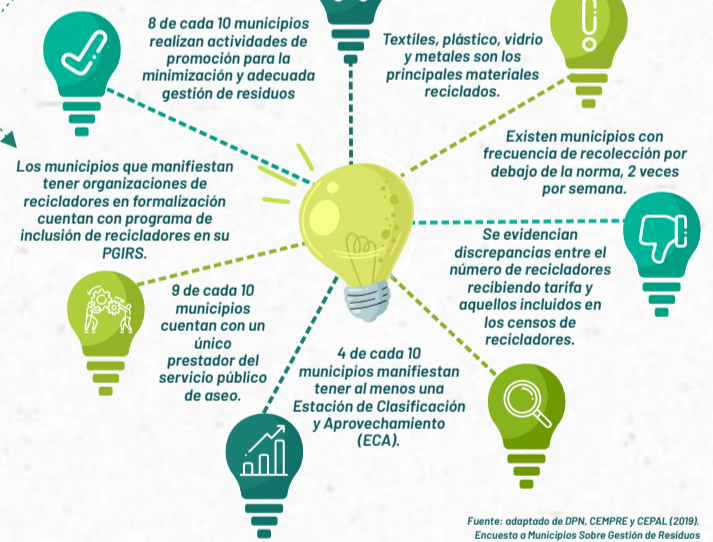 8 de cada 10 municipios
realizan actividades de
promoción para la
minimización y adecuada
gestión de residuos
Textiles, plástico, vidrio
y metales son los
principales materiales
reciclados.
Existen municipios con
frecuencia de recolección por
debajo de la norma, 2 veces
por semana.
Los municipios que manifiestan
tener organizaciones de
recicladores en formalización
cuentan con programa de
inclusión de recicladores en su
PGIRS.
Se evidencian
discrepancias entre el
número de recicladores
recibiendo tarifa y
aquellos incluidos en
los censos de
recicladores.
9 de cada 10
municipios
cuentan con un
único
prestador del
servicio público
de aseo.
4 de cada 10
municipios manifiestan
tener al menos una
Estación de Clasificación
y Aprovechamiento
(ECA).
Fuente: adaptado de DPN, CEMPRE y CEPAL (2019).
Encuesta a Municipios Sobre Gestión de Residuos